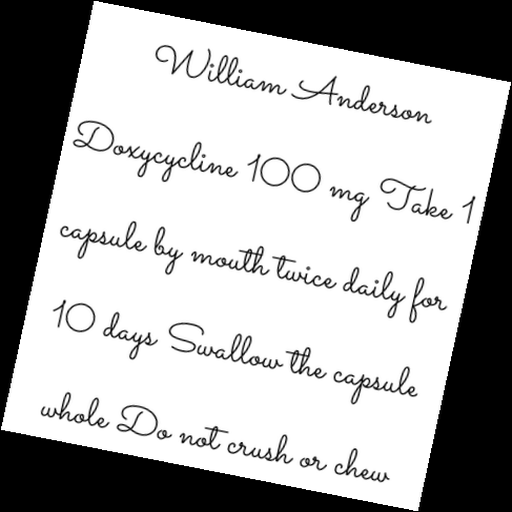 William Anderson
Doxycycline 100 mg Take 1
capsule by mouth twice daily for
10 days Swallow the capsule
whole Do not crush or chew